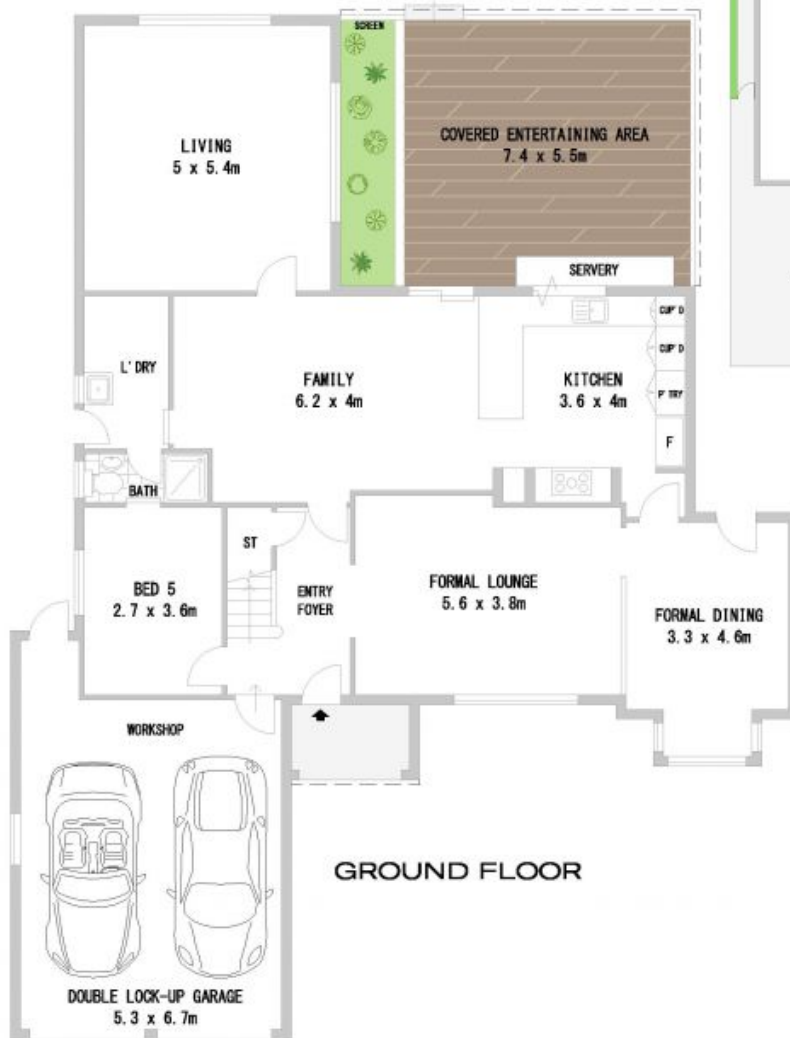 SCREEN
LIVING
5 x 5.4m
COVERED ENTERTAINING AREA
7.4 x 5.5m
SERVERY
CUP'D
CUP'D
P'TRY
F
L'DRY
FAMILY
6.2 x 4m
KITCHEN
3.6 x 4m
BATH
ST
BED 5
2.7 x 3.6m
ENTRY
FOYER
FORMAL LOUNGE
5.6 x 3.8m
FORMAL DINING
3.3 x 4.6m
WORKSHOP
GROUND FLOOR
DOUBLE LOCK-UP GARAGE
5.3 x 6.7m